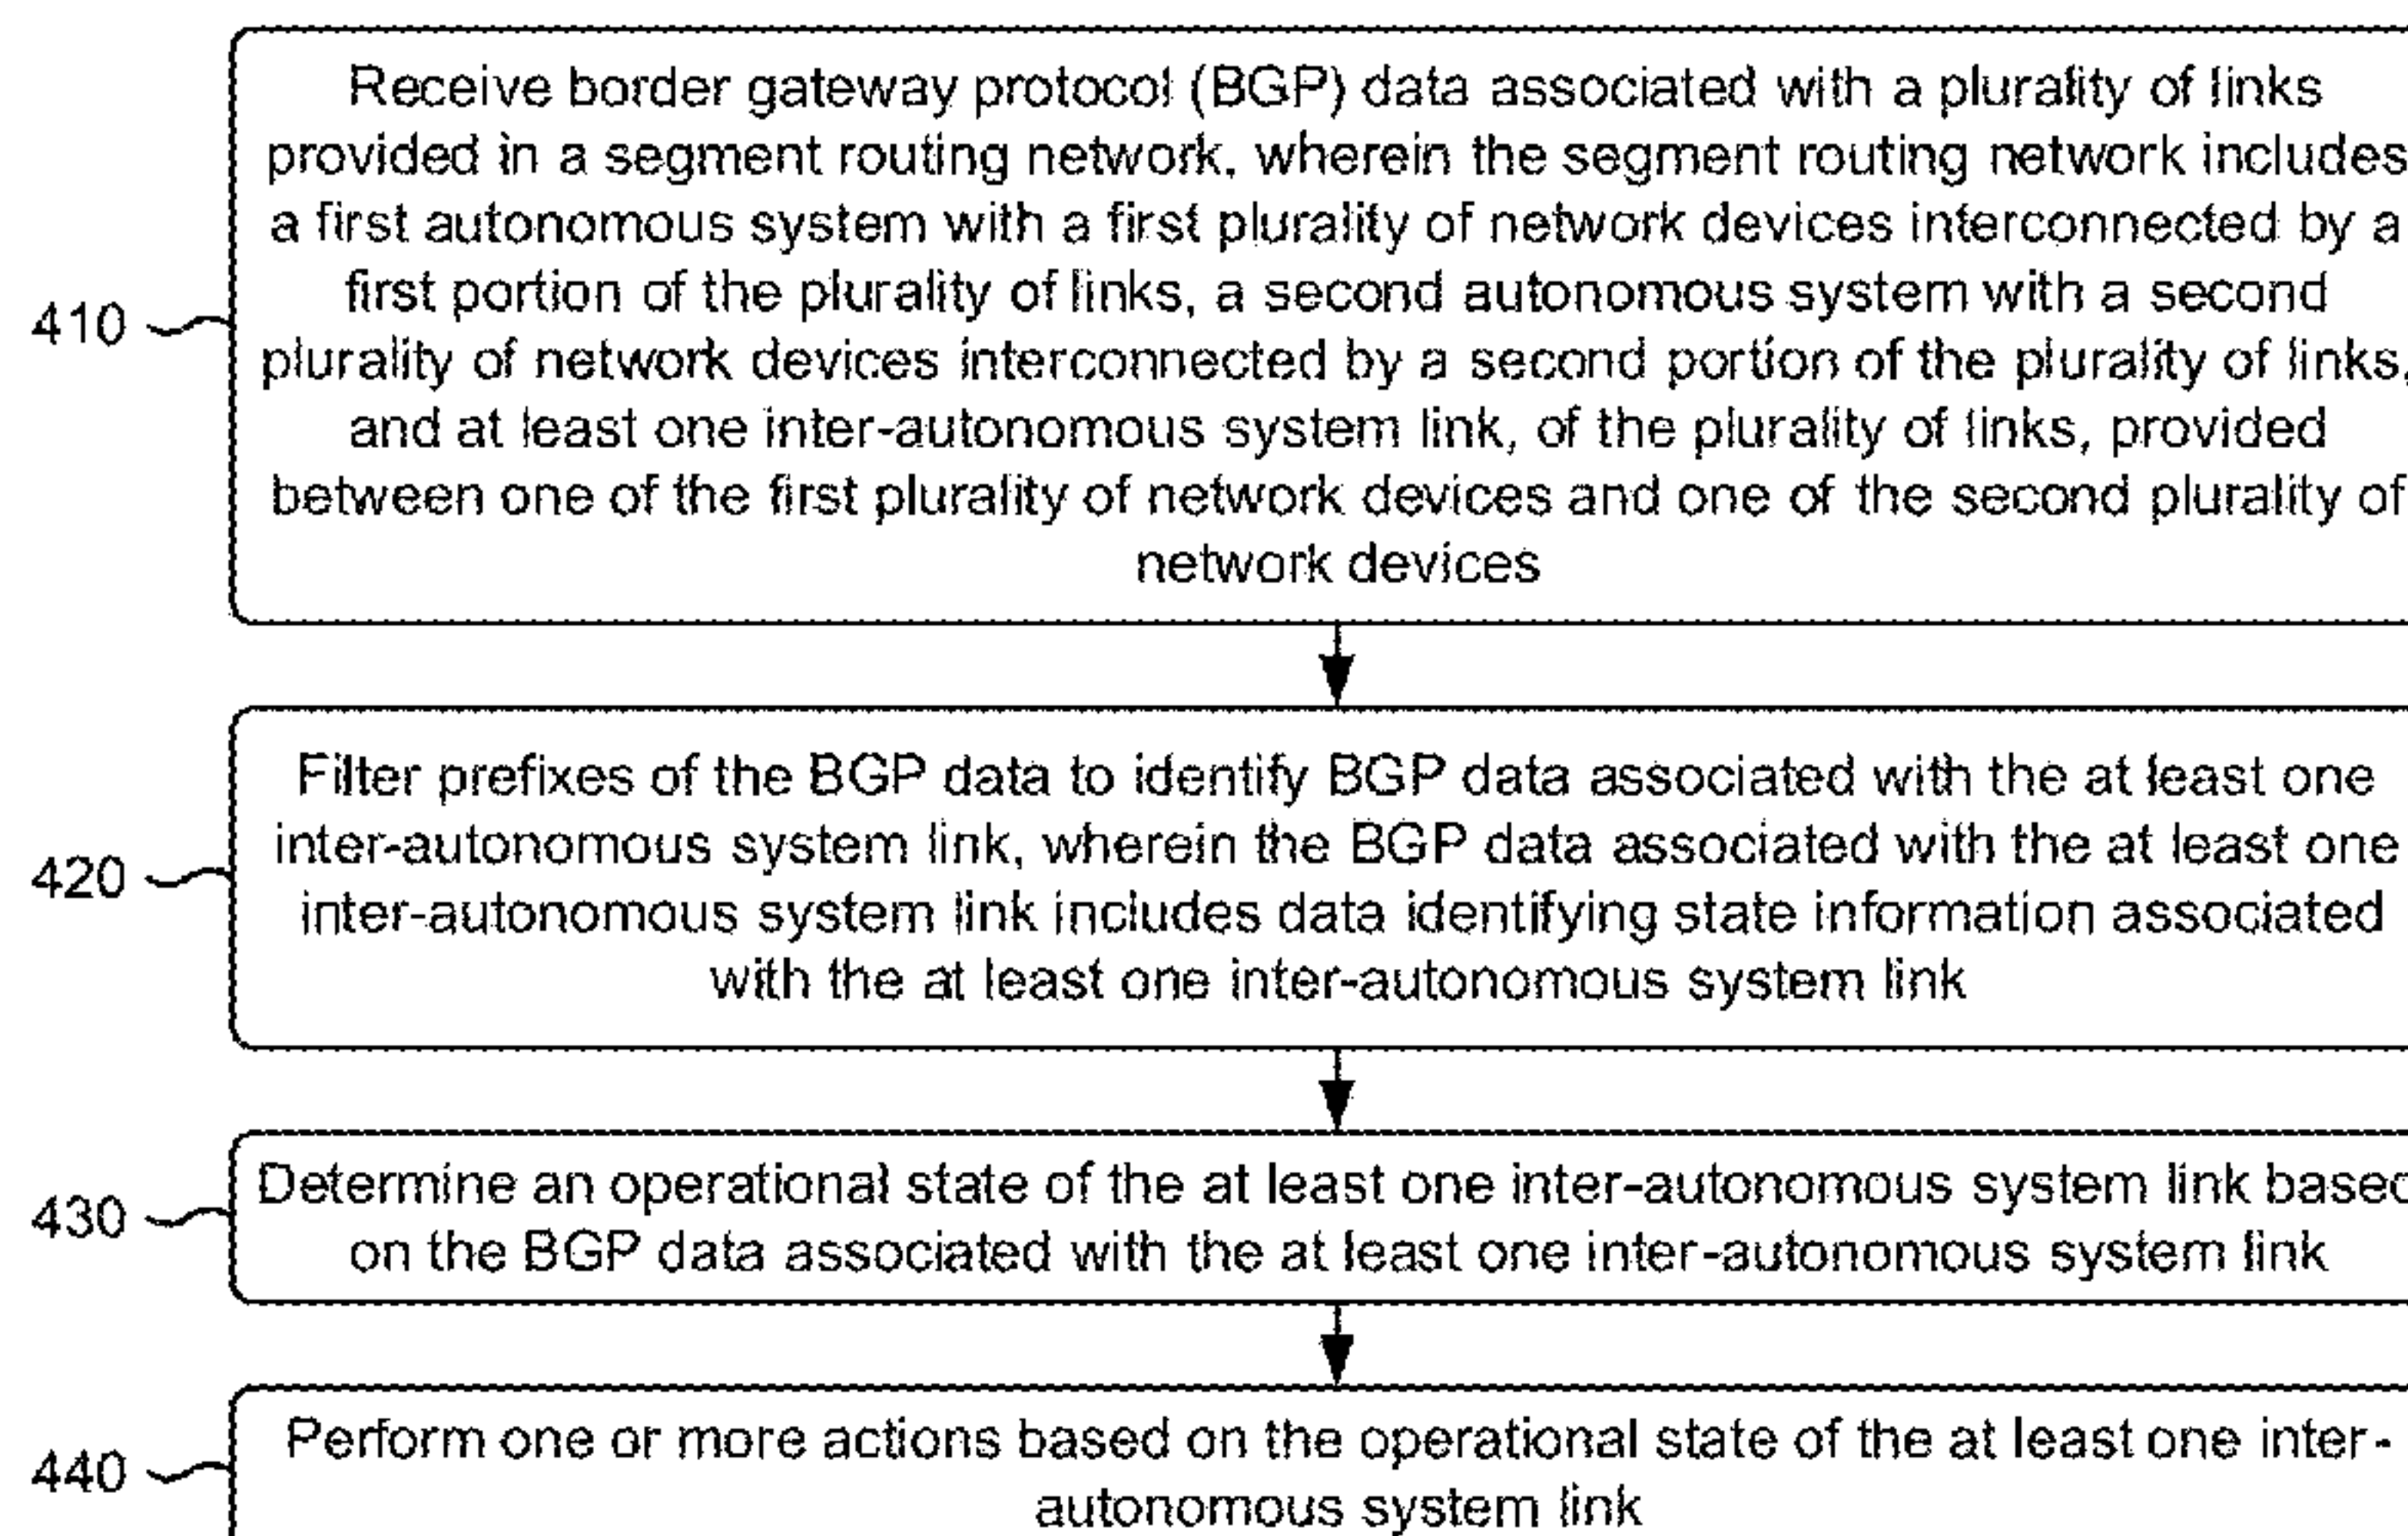 Receive border gateway protocol (BGP) data associated with a plurality of links
provided in a segment routing network, wherein the segment routing network includes
a first autonomous system with a first plurality of network devices interconnected by a
first portion of the plurality of links, a second autonomous system with a second
410
plurality of network devices interconnected by a second portion of the plurality of links,
and at least one inter-autonomous system link, of the plurality of links, provided
between one of the first plurality of network devices and one of the second plurality of
network devices
Filter prefixes of the BGP data to identify BGP data associated with the at least one
inter-autonomous system link, wherein the BGP data associated with the at least one
420
inter-autonomous system link includes data identifying state information associated
with the at least one inter-autonomous system link
Determine an operational state of the at least one inter-autonomous system link based
430
on the BGP data associated with the at least one inter-autonomous system link
Perform one or more actions based on the operational state of the at least one inter-
440
autonomous system link